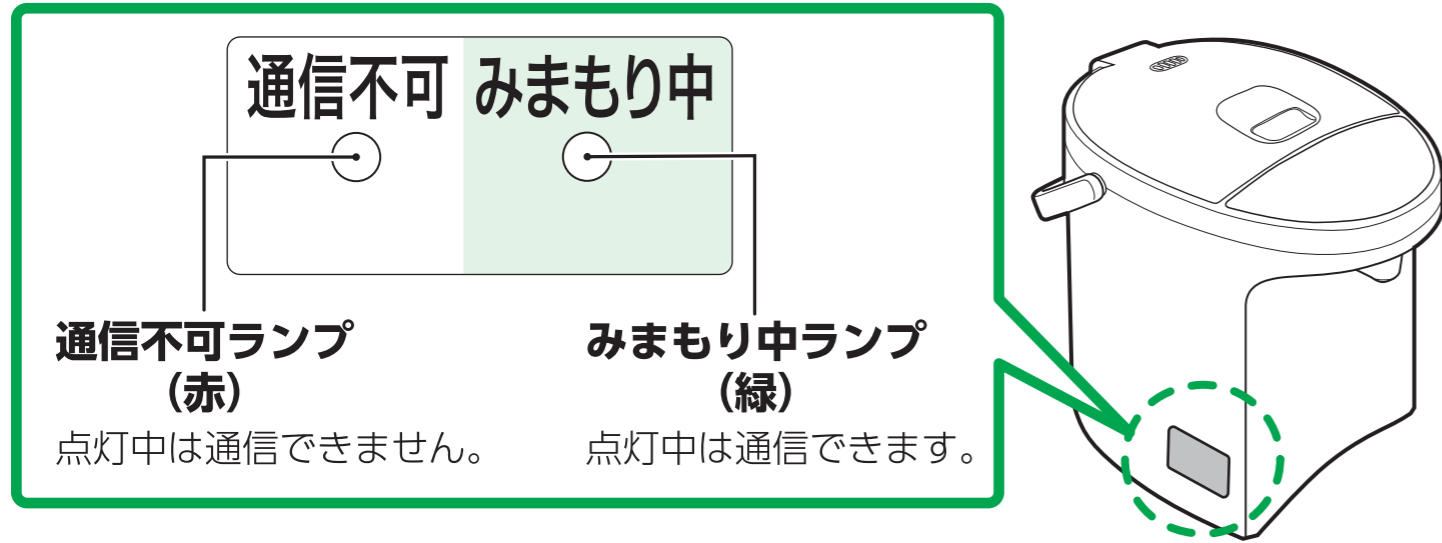 通信不可 みまもり中
通信不可ランプ
（赤）
点灯中は通信できません。
みまもり中ランプ
（緑）
点灯中は通信できます。